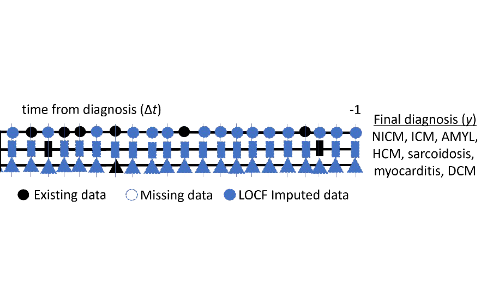 time from diagnosis (Δt)
-1
Final diagnosis (y)
NICM, ICM, AMYL,
HCM, sarcoidosis,
myocarditis, DCM
Existing data
Missing data
LOCF Imputed data